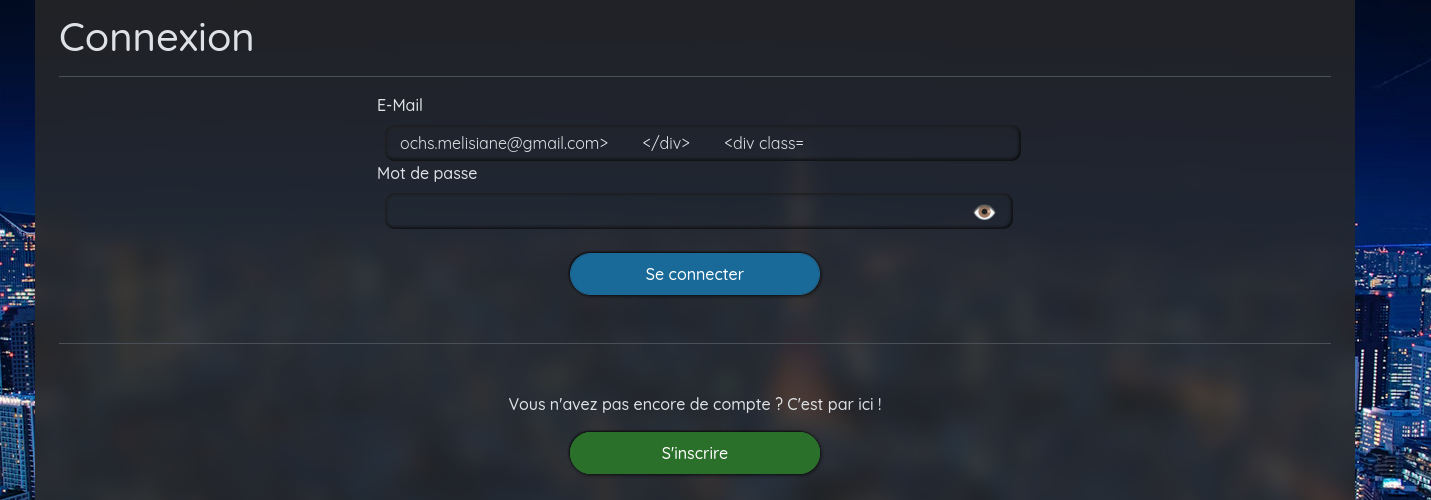 Connexion
E-Mail
ochs.melisiane@gmail.com> </div> <div class=
Mot de passe
Se connecter
Vous n'avez pas encore de compte ? C'est par ici !
S'inscrire